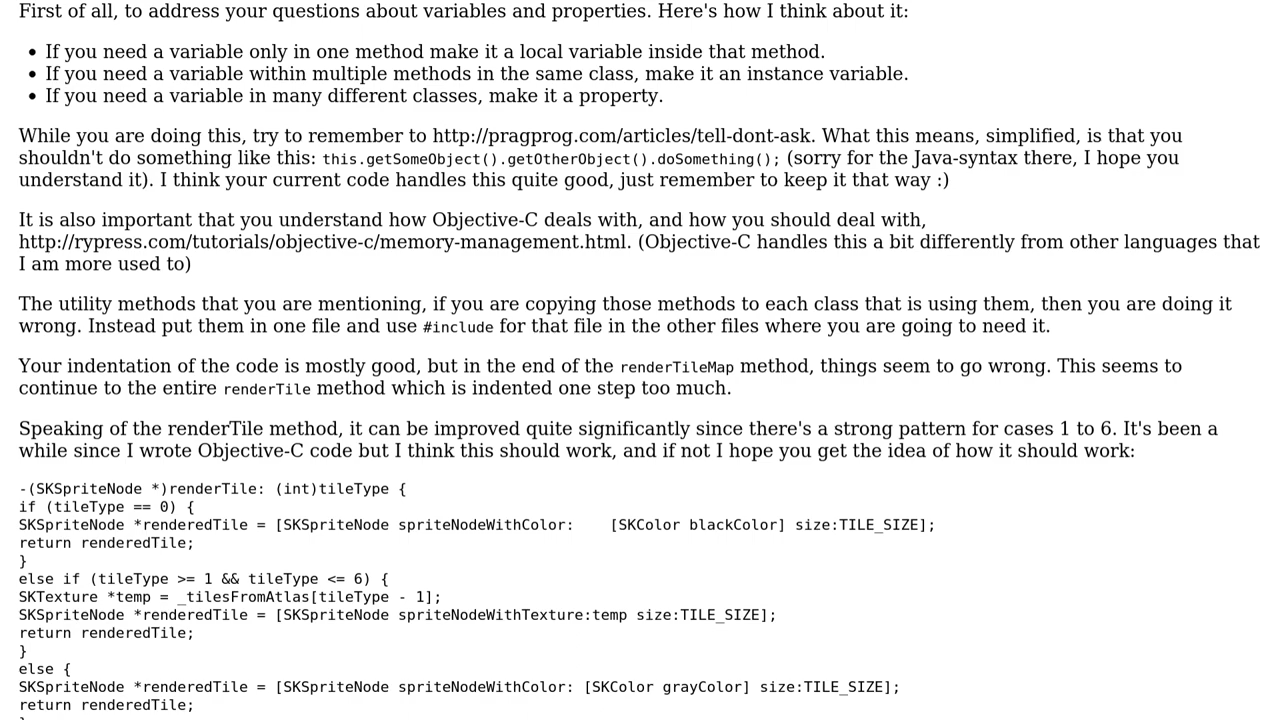 First of all, to address your questions about variables and properties. Here's how I think about it:
• If you need a variable only in one method make it a local variable inside that method.
• If you need a variable within multiple methods in the same class, make it an instance variable.
• If you need a variable in many different classes, make it a property.
While you are doing this, try to remember to http://pragprog.com/articles/tell-dont-ask. What this means, simplified, is that you
shouldn't do something like this: this.getSomeObject().getOtherObject().doSomething(); (sorry for the Java-syntax there, I hope you
understand it). I think your current code handles this quite good, just remember to keep it that way :)
It is also important that you understand how Objective-C deals with, and how you should deal with,
http://rypress.com/tutorials/objective-c/memory-management.html. (Objective-C handles this a bit differently from other languages that
I am more used to)
The utility methods that you are mentioning, if you are copying those methods to each class that is using them, then you are doing it
wrong. Instead put them in one file and use #include for that file in the other files where you are going to need it.
Your indentation of the code is mostly good, but in the end of the renderTileMap method, things seem to go wrong. This seems to
continue to the entire renderTile method which is indented one step too much.
Speaking of the renderTile method, it can be improved quite significantly since there's a strong pattern for cases 1 to 6. It's been a
while since I wrote Objective-C code but I think this should work, and if not I hope you get the idea of how it should work:
-(SKSpriteNode *)renderTile: (int)tileType {
if (tileType == 0) {
SKSpriteNode *renderedTile = [SKSpriteNode spriteNodeWithColor:    [SKColor blackColor] size:TILE_SIZE];
return renderedTile;
}
else if (tileType >= 1 && tileType <= 6) {
SKTexture *temp = _tilesFromAtlas[tileType - 1];
SKSpriteNode *renderedTile = [SKSpriteNode spriteNodeWithTexture:temp size:TILE_SIZE];
return renderedTile;
}
else {
SKSpriteNode *renderedTile = [SKSpriteNode spriteNodeWithColor: [SKColor grayColor] size:TILE_SIZE];
return renderedTile;
}